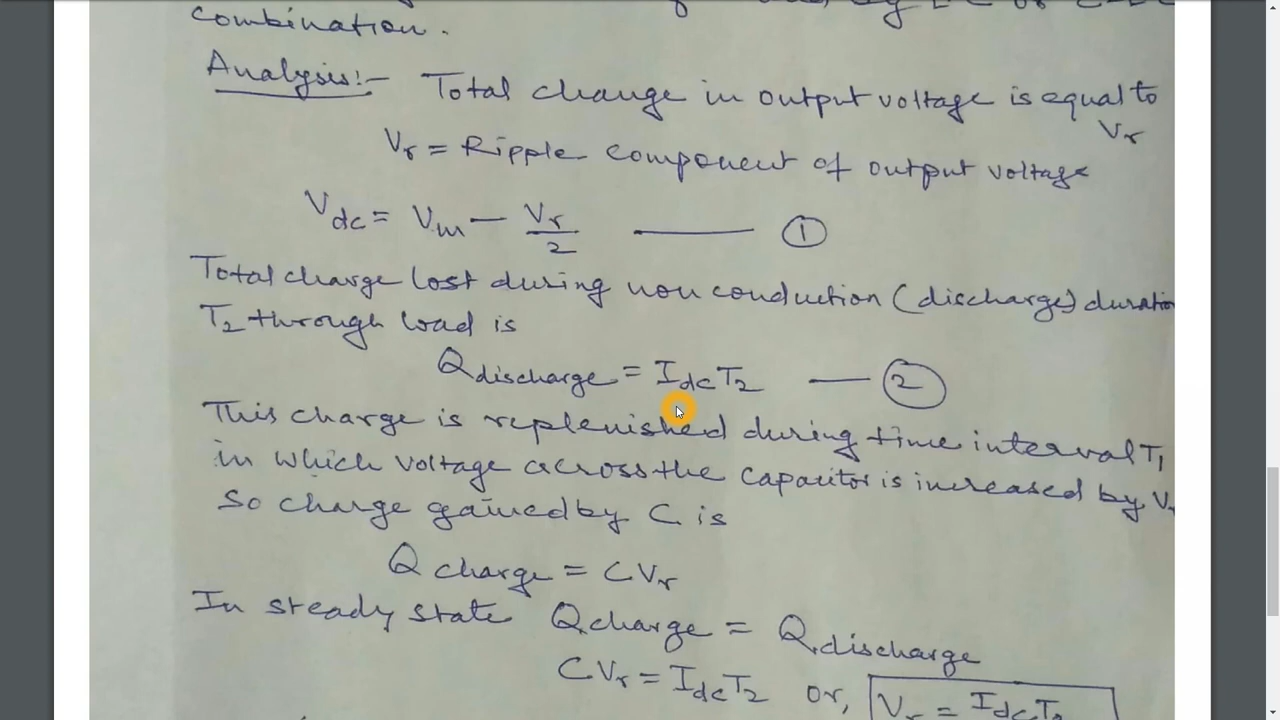 combination.
Analysis:- Total change in output voltage is equal to
Vr
Vr = Ripple component of output voltage
Vdc = Vm - Vr/2 ——— ①
Total charge lost during non conduction (discharge) duration
T2 through load is
Qdischarge = IdcT2 —— ②
This charge is replenished during time interval T1
in which voltage across the capacitor is increased by Vr
So charge gained by C is
Qcharge = CVr
In steady state Qcharge = Qdischarge
CVr = IdcT2 or, Vr = IdcT2